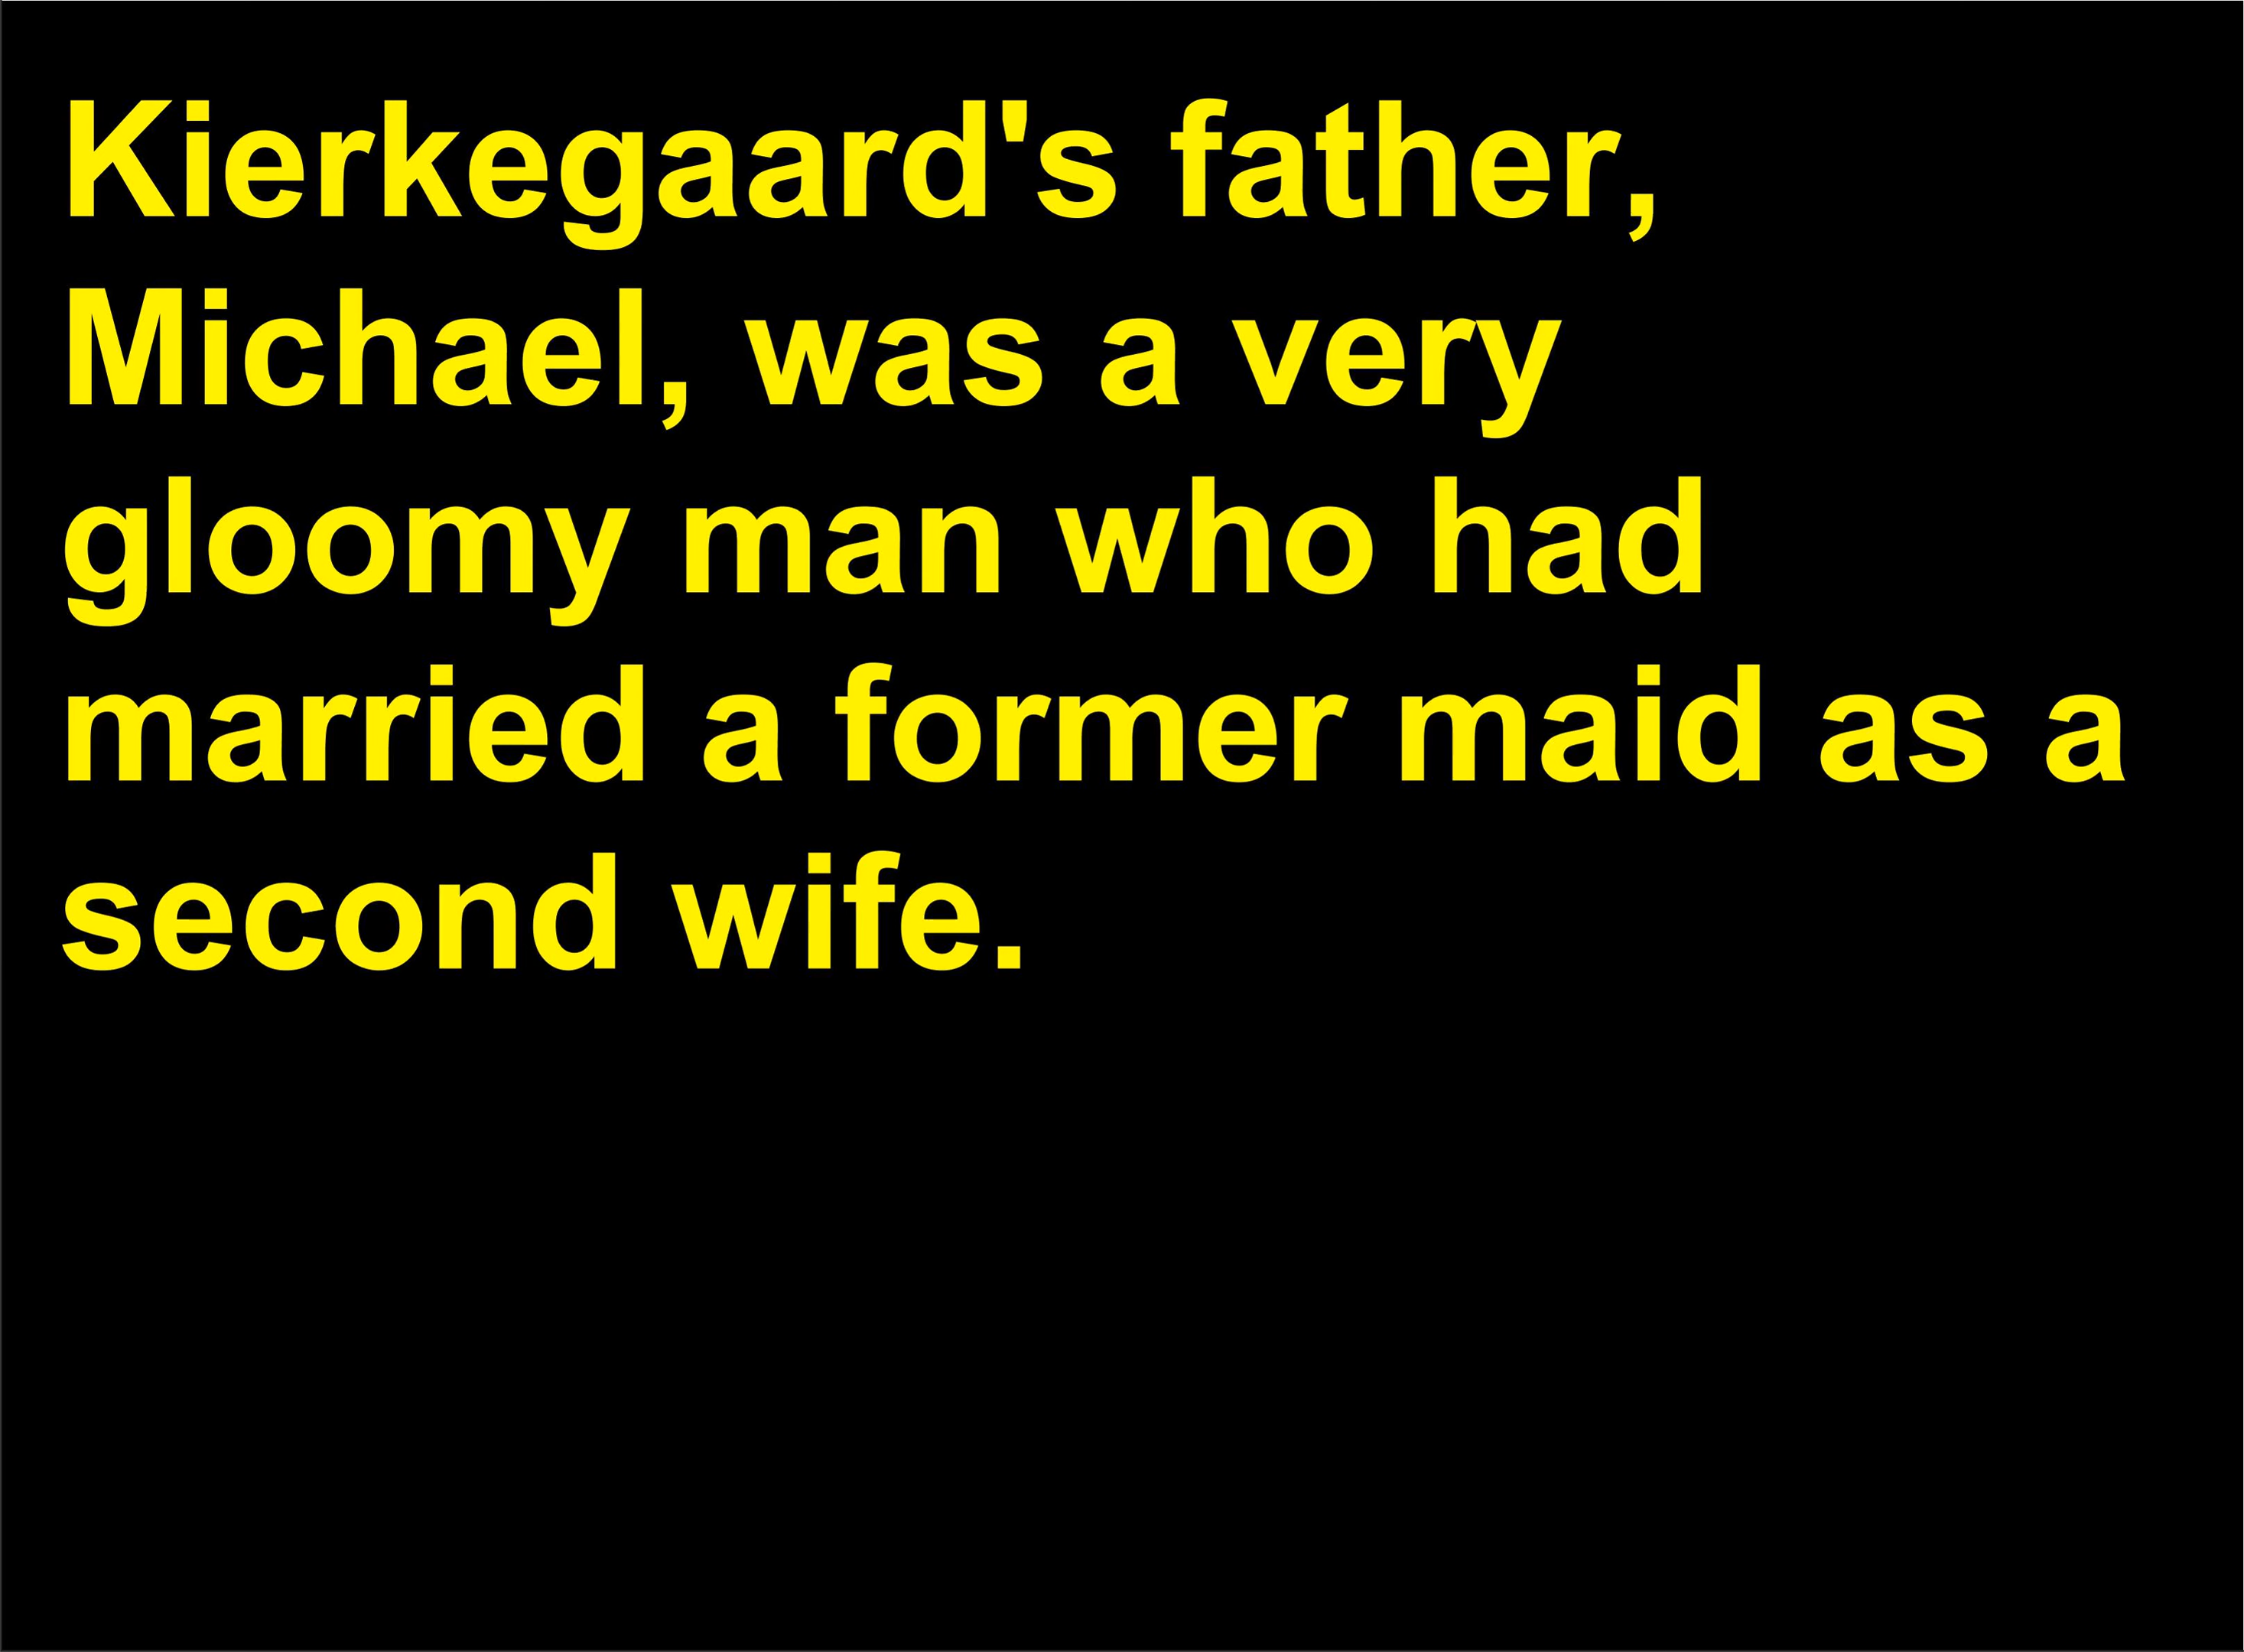 Kierkegaard's father,
Michael, was a very
gloomy man who had
married a former maid as a
second wife.